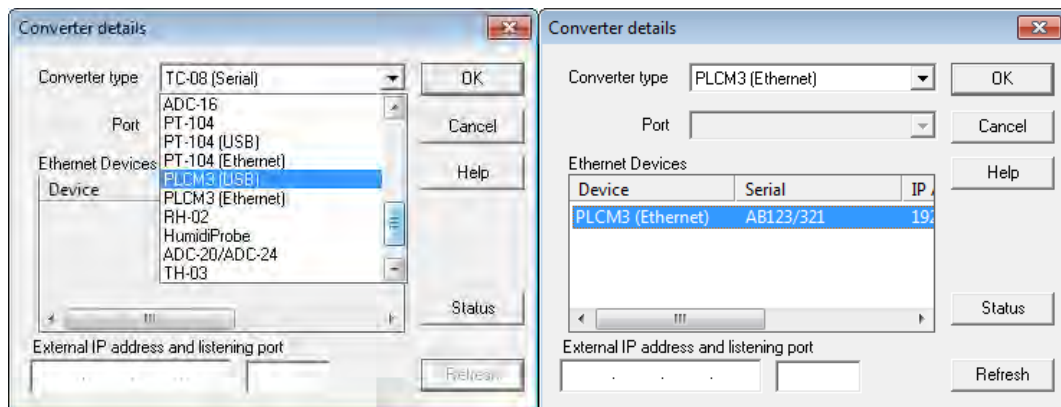 Converter details
Converter type TC-08 (Serial) OK
ADC-16
PT-104
Port
PT-104 (USB)
Cancel
Ethernet Devices PT-104 (Ethernet)
Help
Device PLCM3 (USB)
PLCM3 (Ethernet)
RH-02
HumidiProbe
ADC-20/ADC-24
TH-03
Status
External IP address and listening port
. . .
Refresh
Converter details
Converter type PLCM3 (Ethernet) OK
Port Cancel
Ethernet Devices
Help
Device Serial IP
PLCM3 (Ethernet) AB123/321 192
Status
External IP address and listening port
. . .
Refresh